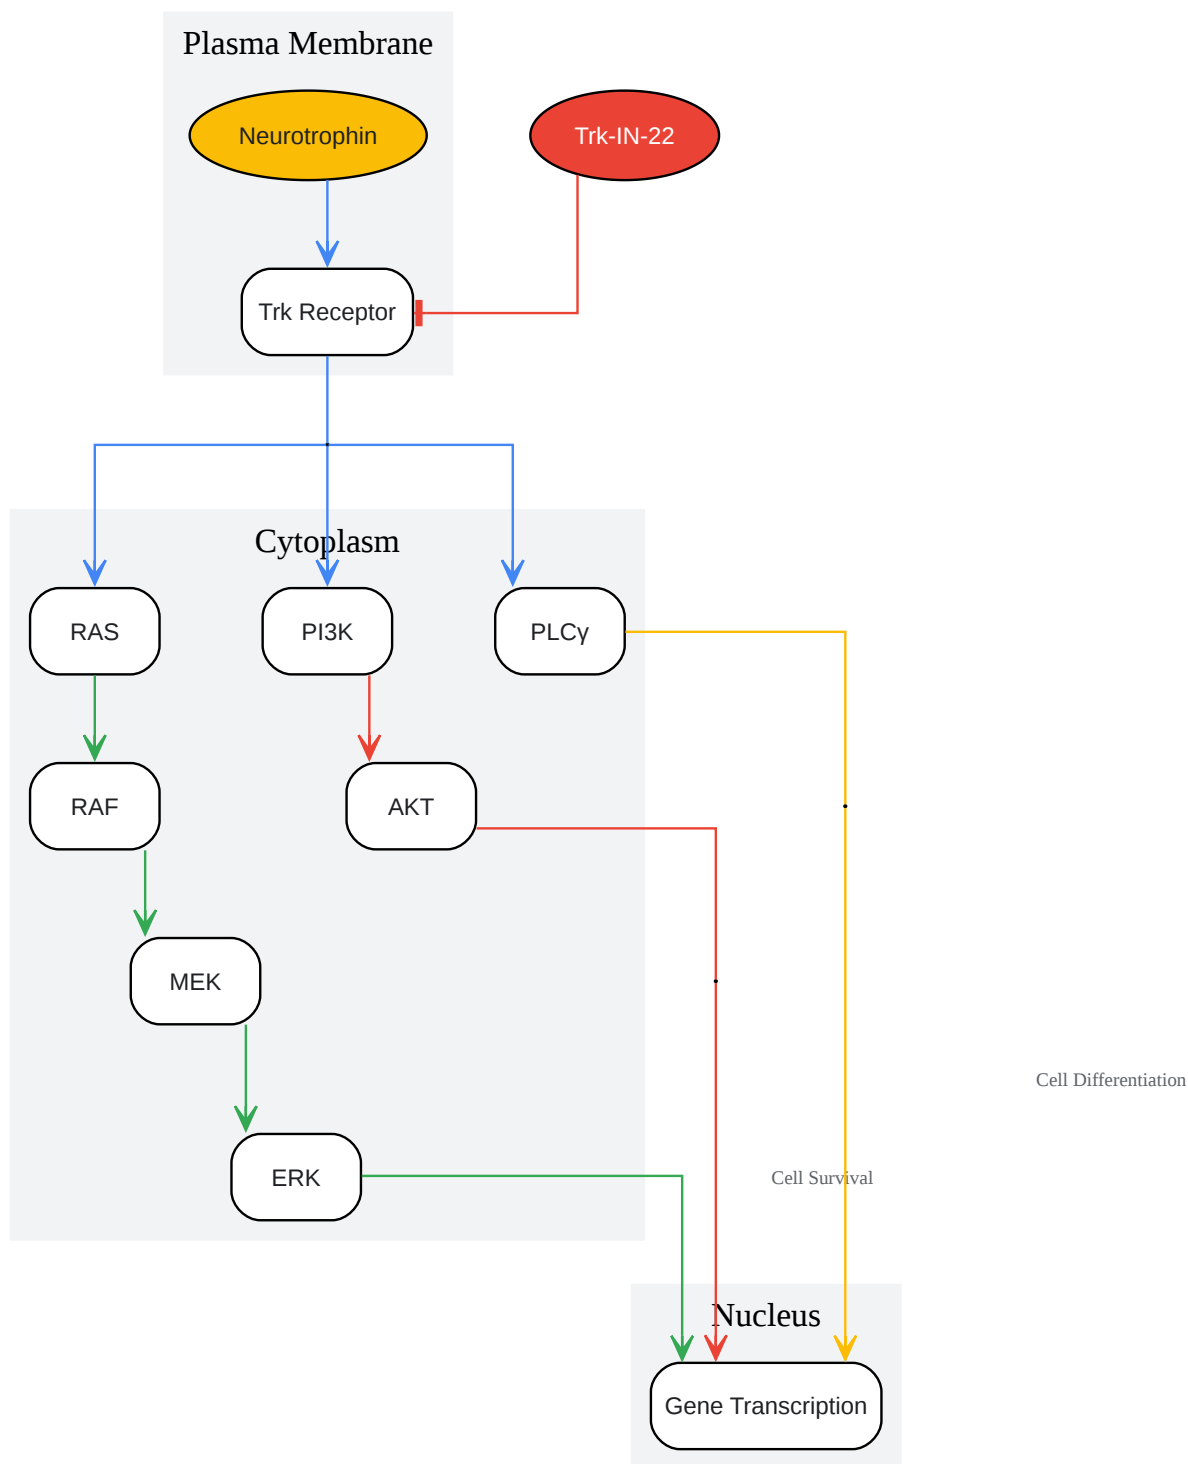 Plasma Membrane
Neurotrophin
Trk-IN-22
Trk Receptor
Cytoplasm
RAS
PI3K
PLCγ
RAF
AKT
MEK
Cell Differentiation
ERK
Cell Survival
Nucleus
Gene Transcription